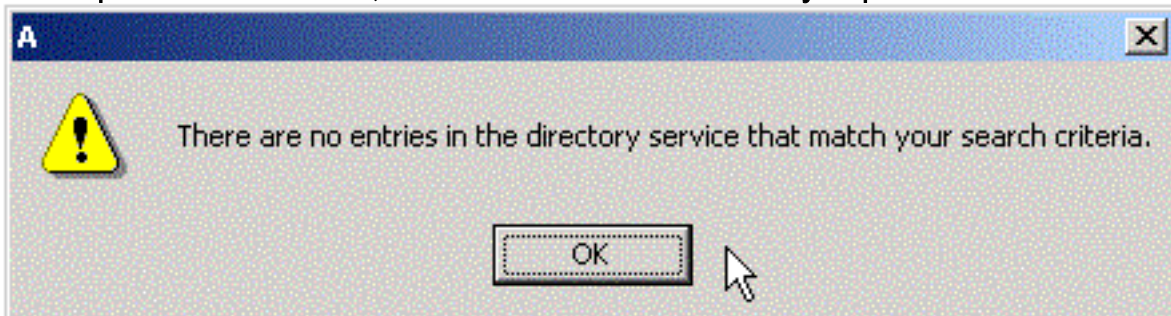 A
There are no entries in the directory service that match your search criteria.
OK